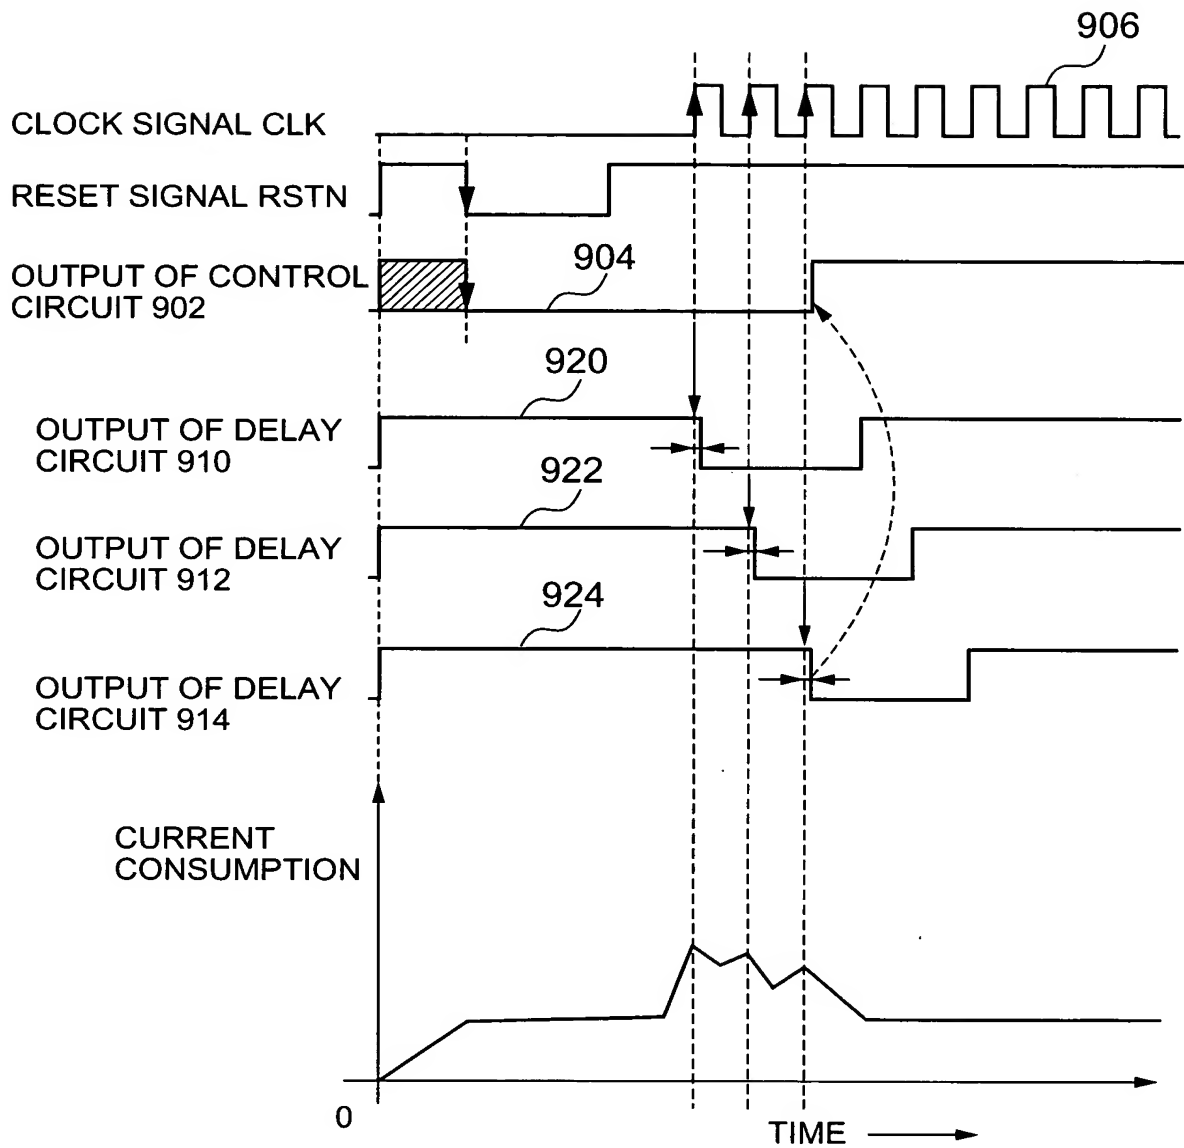 906
CLOCK SIGNAL CLK
RESET SIGNAL RSTN
904
OUTPUT OF CONTROL
CIRCUIT 902
920
OUTPUT OF DELAY
CIRCUIT 910
922
OUTPUT OF DELAY
CIRCUIT 912
924
OUTPUT OF DELAY
CIRCUIT 914
CURRENT
CONSUMPTION
0
TIME